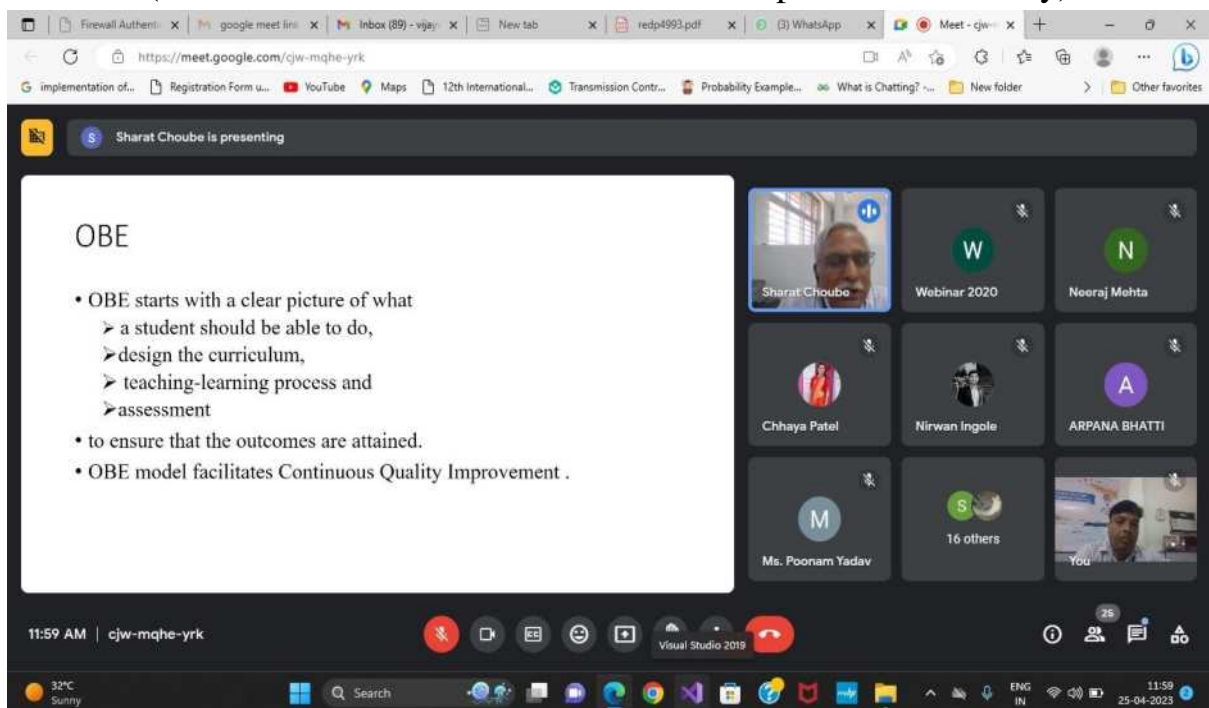 Firewall Authenti
google meet lin
Inbox (89) - vijay
New tab
redp4993.pdf
(3) WhatsApp
Meet - cjw-
https://meet.google.com/cjw-mqhe-yrk
implementation of...
Registration Form u...
YouTube
Maps
12th International...
Transmission Contr...
Probability Example...
What is Chatting? -...
New folder
Other favorites
S
Sharat Choube is presenting
OBE
• OBE starts with a clear picture of what
➢ a student should be able to do,
➢design the curriculum,
➢ teaching-learning process and
➢assessment
• to ensure that the outcomes are attained.
• OBE model facilitates Continuous Quality Improvement .
Sharat Choube
W
Webinar 2020
N
Neeraj Mehta
Chhaya Patel
Nirwan Ingole
A
ARPANA BHATTI
M
Ms. Poonam Yadav
S
16 others
You
11:59 AM | cjw-mqhe-yrk
Visual Studio 2019
25
32°C
Sunny
Search
ENG
IN
11:59
25-04-2023